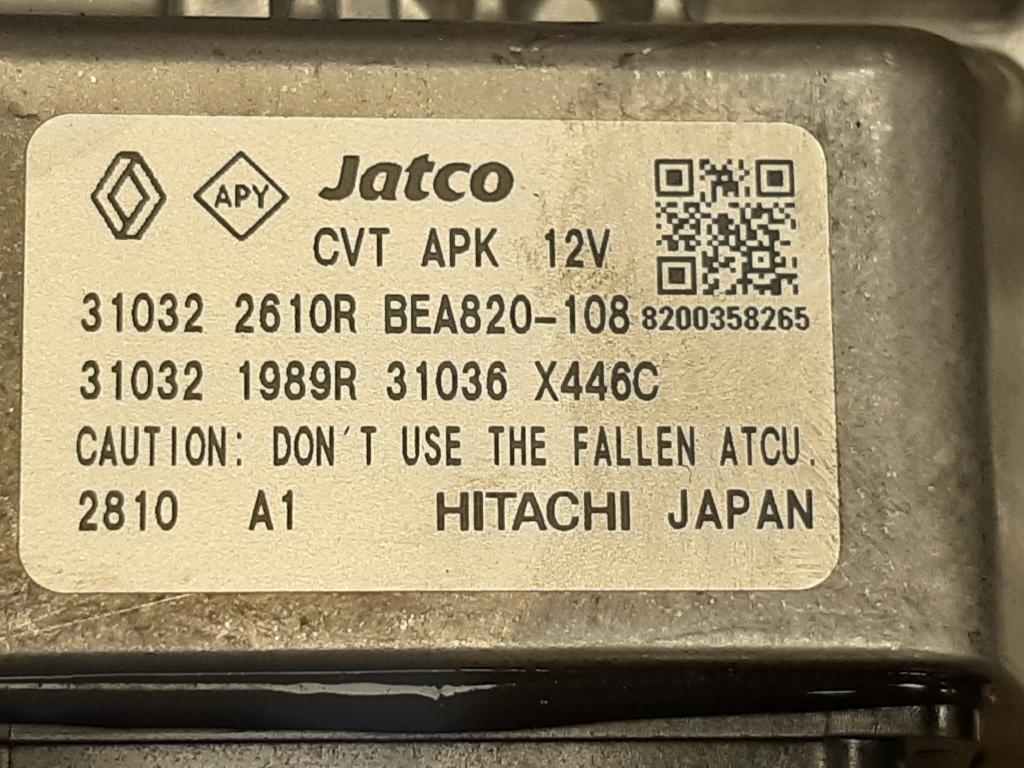 APY Jatco
CVT APK 12V
31032 2610R BEA820-108 8200358265
31032 1989R 31036 X446C
CAUTION: DON'T USE THE FALLEN ATCU.
2810 A1 HITACHI JAPAN